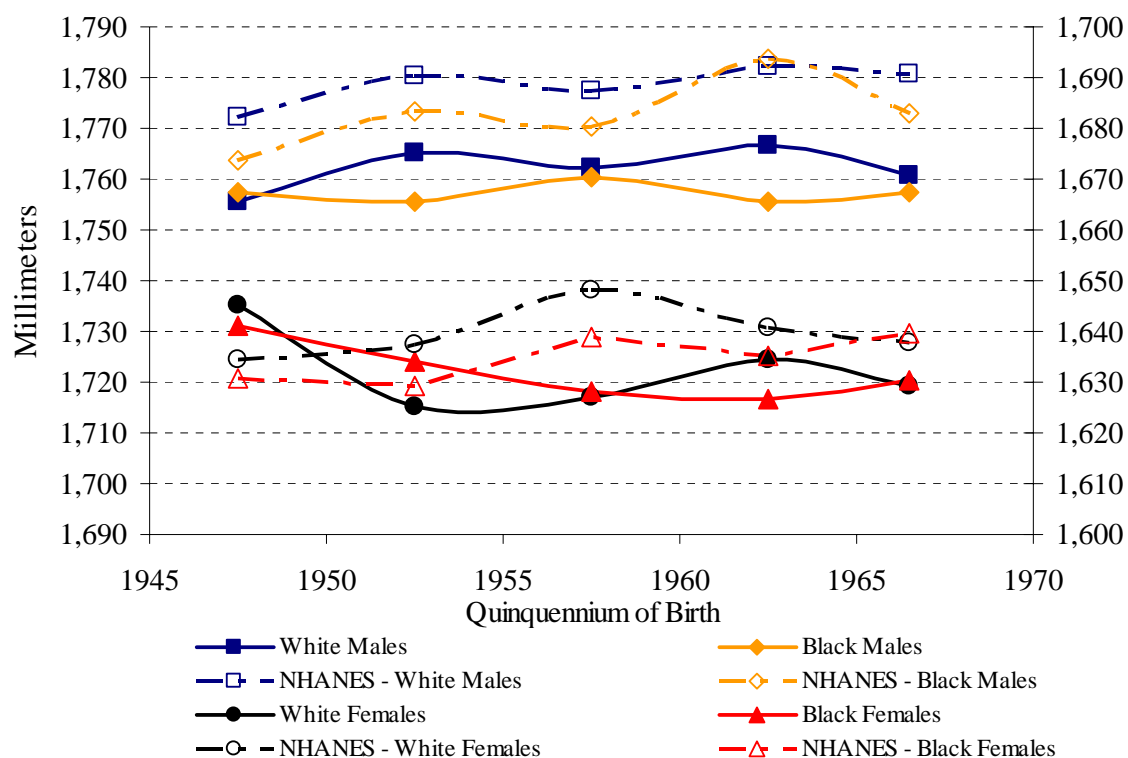 1,790 1,700
1,780 1,690
1,770 1,680
1,760 1,670
1,750 1,660
1,740 1,650
1,730 1,640
1,720 1,630
1,710 1,620
1,700 1,610
1,690 1,600
Millimeters
1945 1950 1955 1960 1965 1970
Quinquennium of Birth
White Males Black Males
NHANES - White Males NHANES - Black Males
White Females Black Females
NHANES - White Females NHANES - Black Females